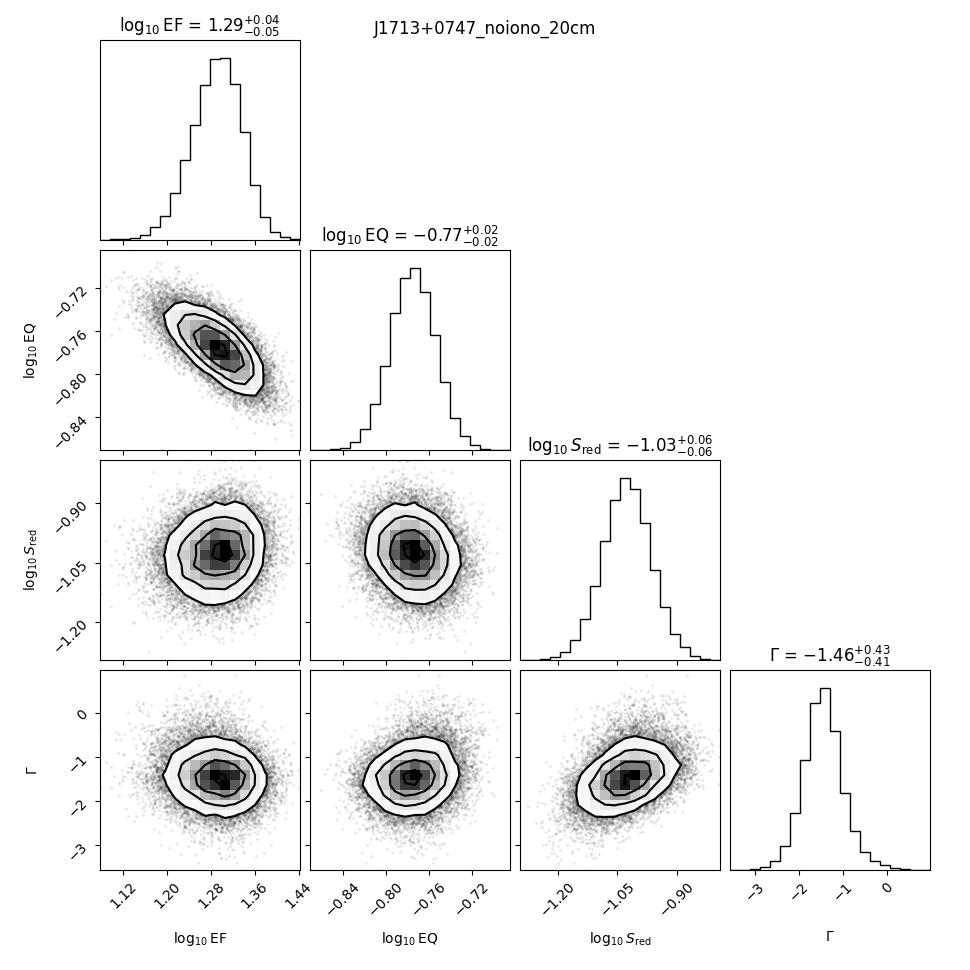 log₁₀ EF = 1.29⁺⁰·⁰⁴₋₀.₀₅
J1713+0747_noiono_20cm
log₁₀ EQ = −0.77⁺⁰·⁰²₋₀.₀₂
−0.72
−0.76
−0.80
−0.84
log₁₀ EQ
log₁₀ S_red = −1.03⁺⁰·⁰⁶₋₀.₀₆
−0.90
−1.05
−1.20
log₁₀ S_red
Γ = −1.46⁺⁰·⁴³₋₀.₄₁
0
−1
−2
−3
Γ
1.12 1.20 1.28 1.36 1.44 −0.84 −0.80 −0.76 −0.72 −1.20 −1.05 −0.90 −3 −2 −1 0
log₁₀ EF log₁₀ EQ log₁₀ S_red Γ